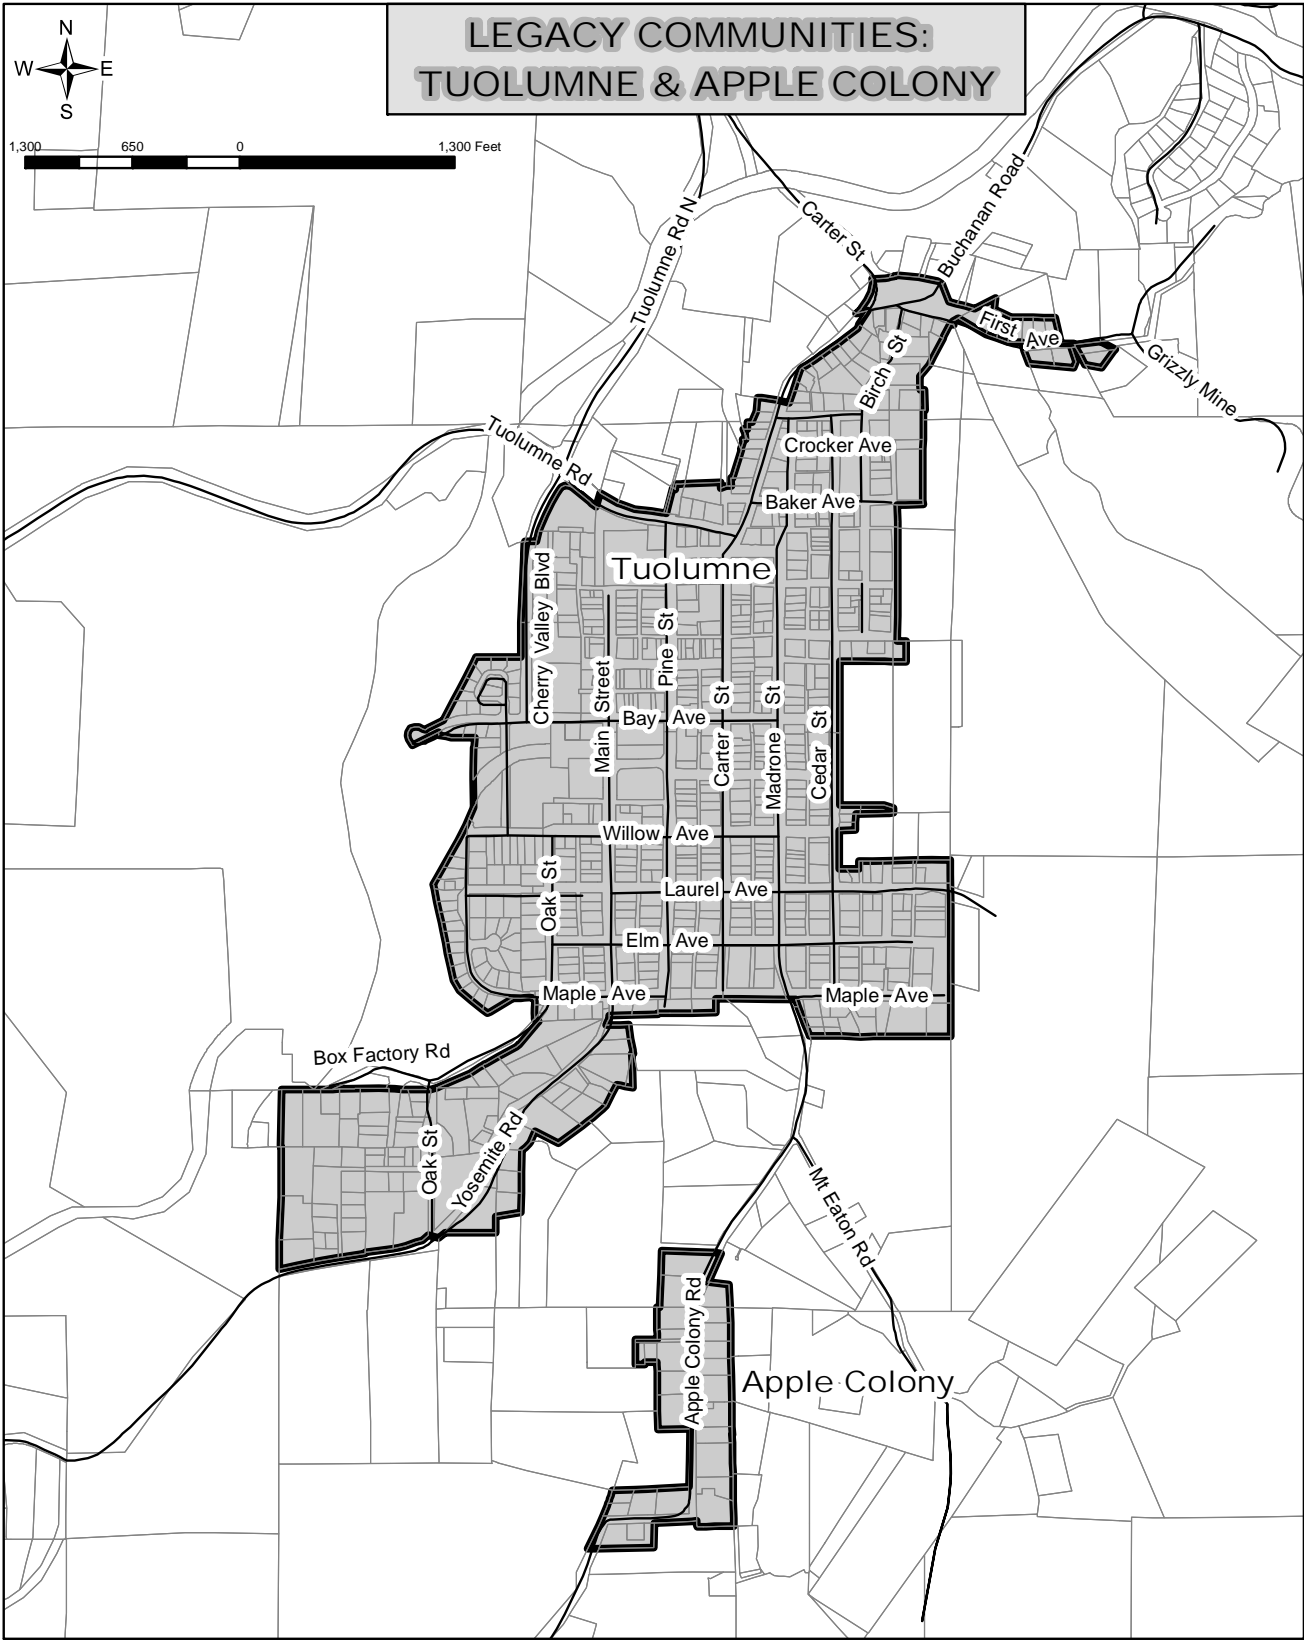 LEGACY COMMUNITIES:
TUOLUMNE & APPLE COLONY
N
W E
S
1,300 650 0 1,300 Feet
Tuolumne Rd N
Carter St
Buchanan Road
First Ave
Grizzly Mine
Birch St
Tuolumne Rd
Crocker Ave
Baker Ave
Tuolumne
Cherry Valley Blvd
Main Street
Pine St
Carter St
Madrone St
Cedar St
Bay Ave
Willow Ave
Oak St
Laurel Ave
Elm Ave
Maple Ave
Maple Ave
Box Factory Rd
Oak St
Yosemite Rd
Mt Eaton Rd
Apple Colony Rd
Apple Colony